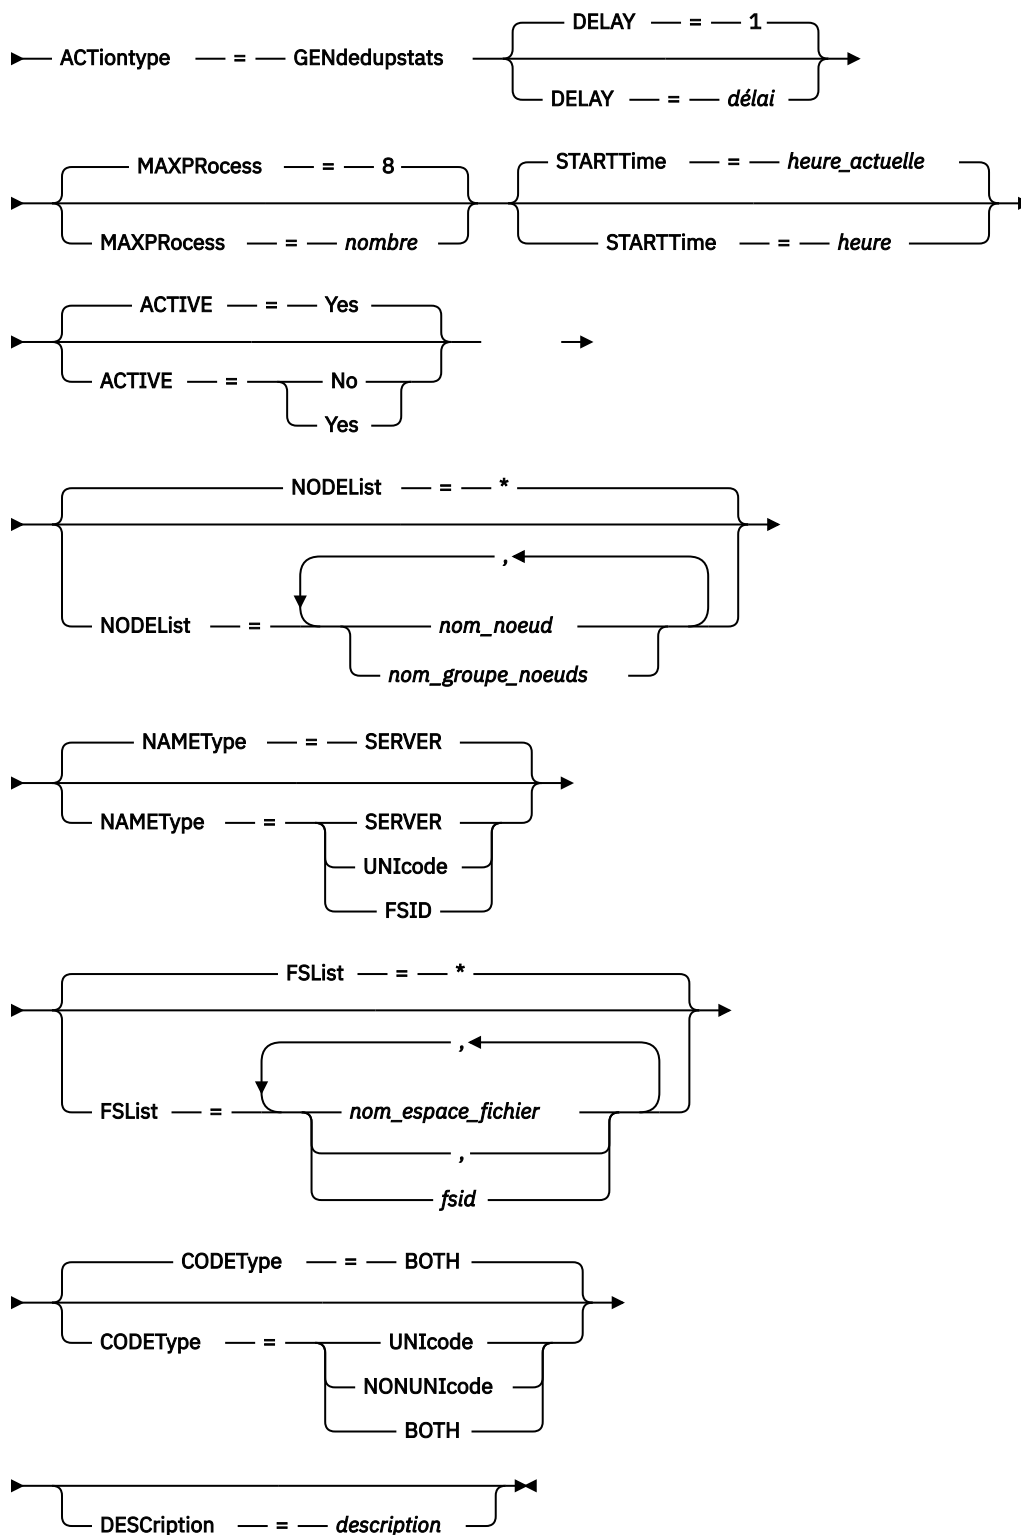 DELAY = 1
ACTiontype = GENdedupstats
DELAY = délai
MAXPRocess = 8 STARTTime = heure_actuelle
MAXPRocess = nombre STARTTime = heure
ACTIVE = Yes
ACTIVE = No
Yes
NODEList = *
,
NODEList = nom_noeud
nom_groupe_noeuds
NAMEType = SERVER
NAMEType = SERVER
UNIcode
FSID
FSList = *
,
FSList = nom_espace_fichier
,
fsid
CODEType = BOTH
CODEType = UNIcode
NONUNIcode
BOTH
DESCription = description